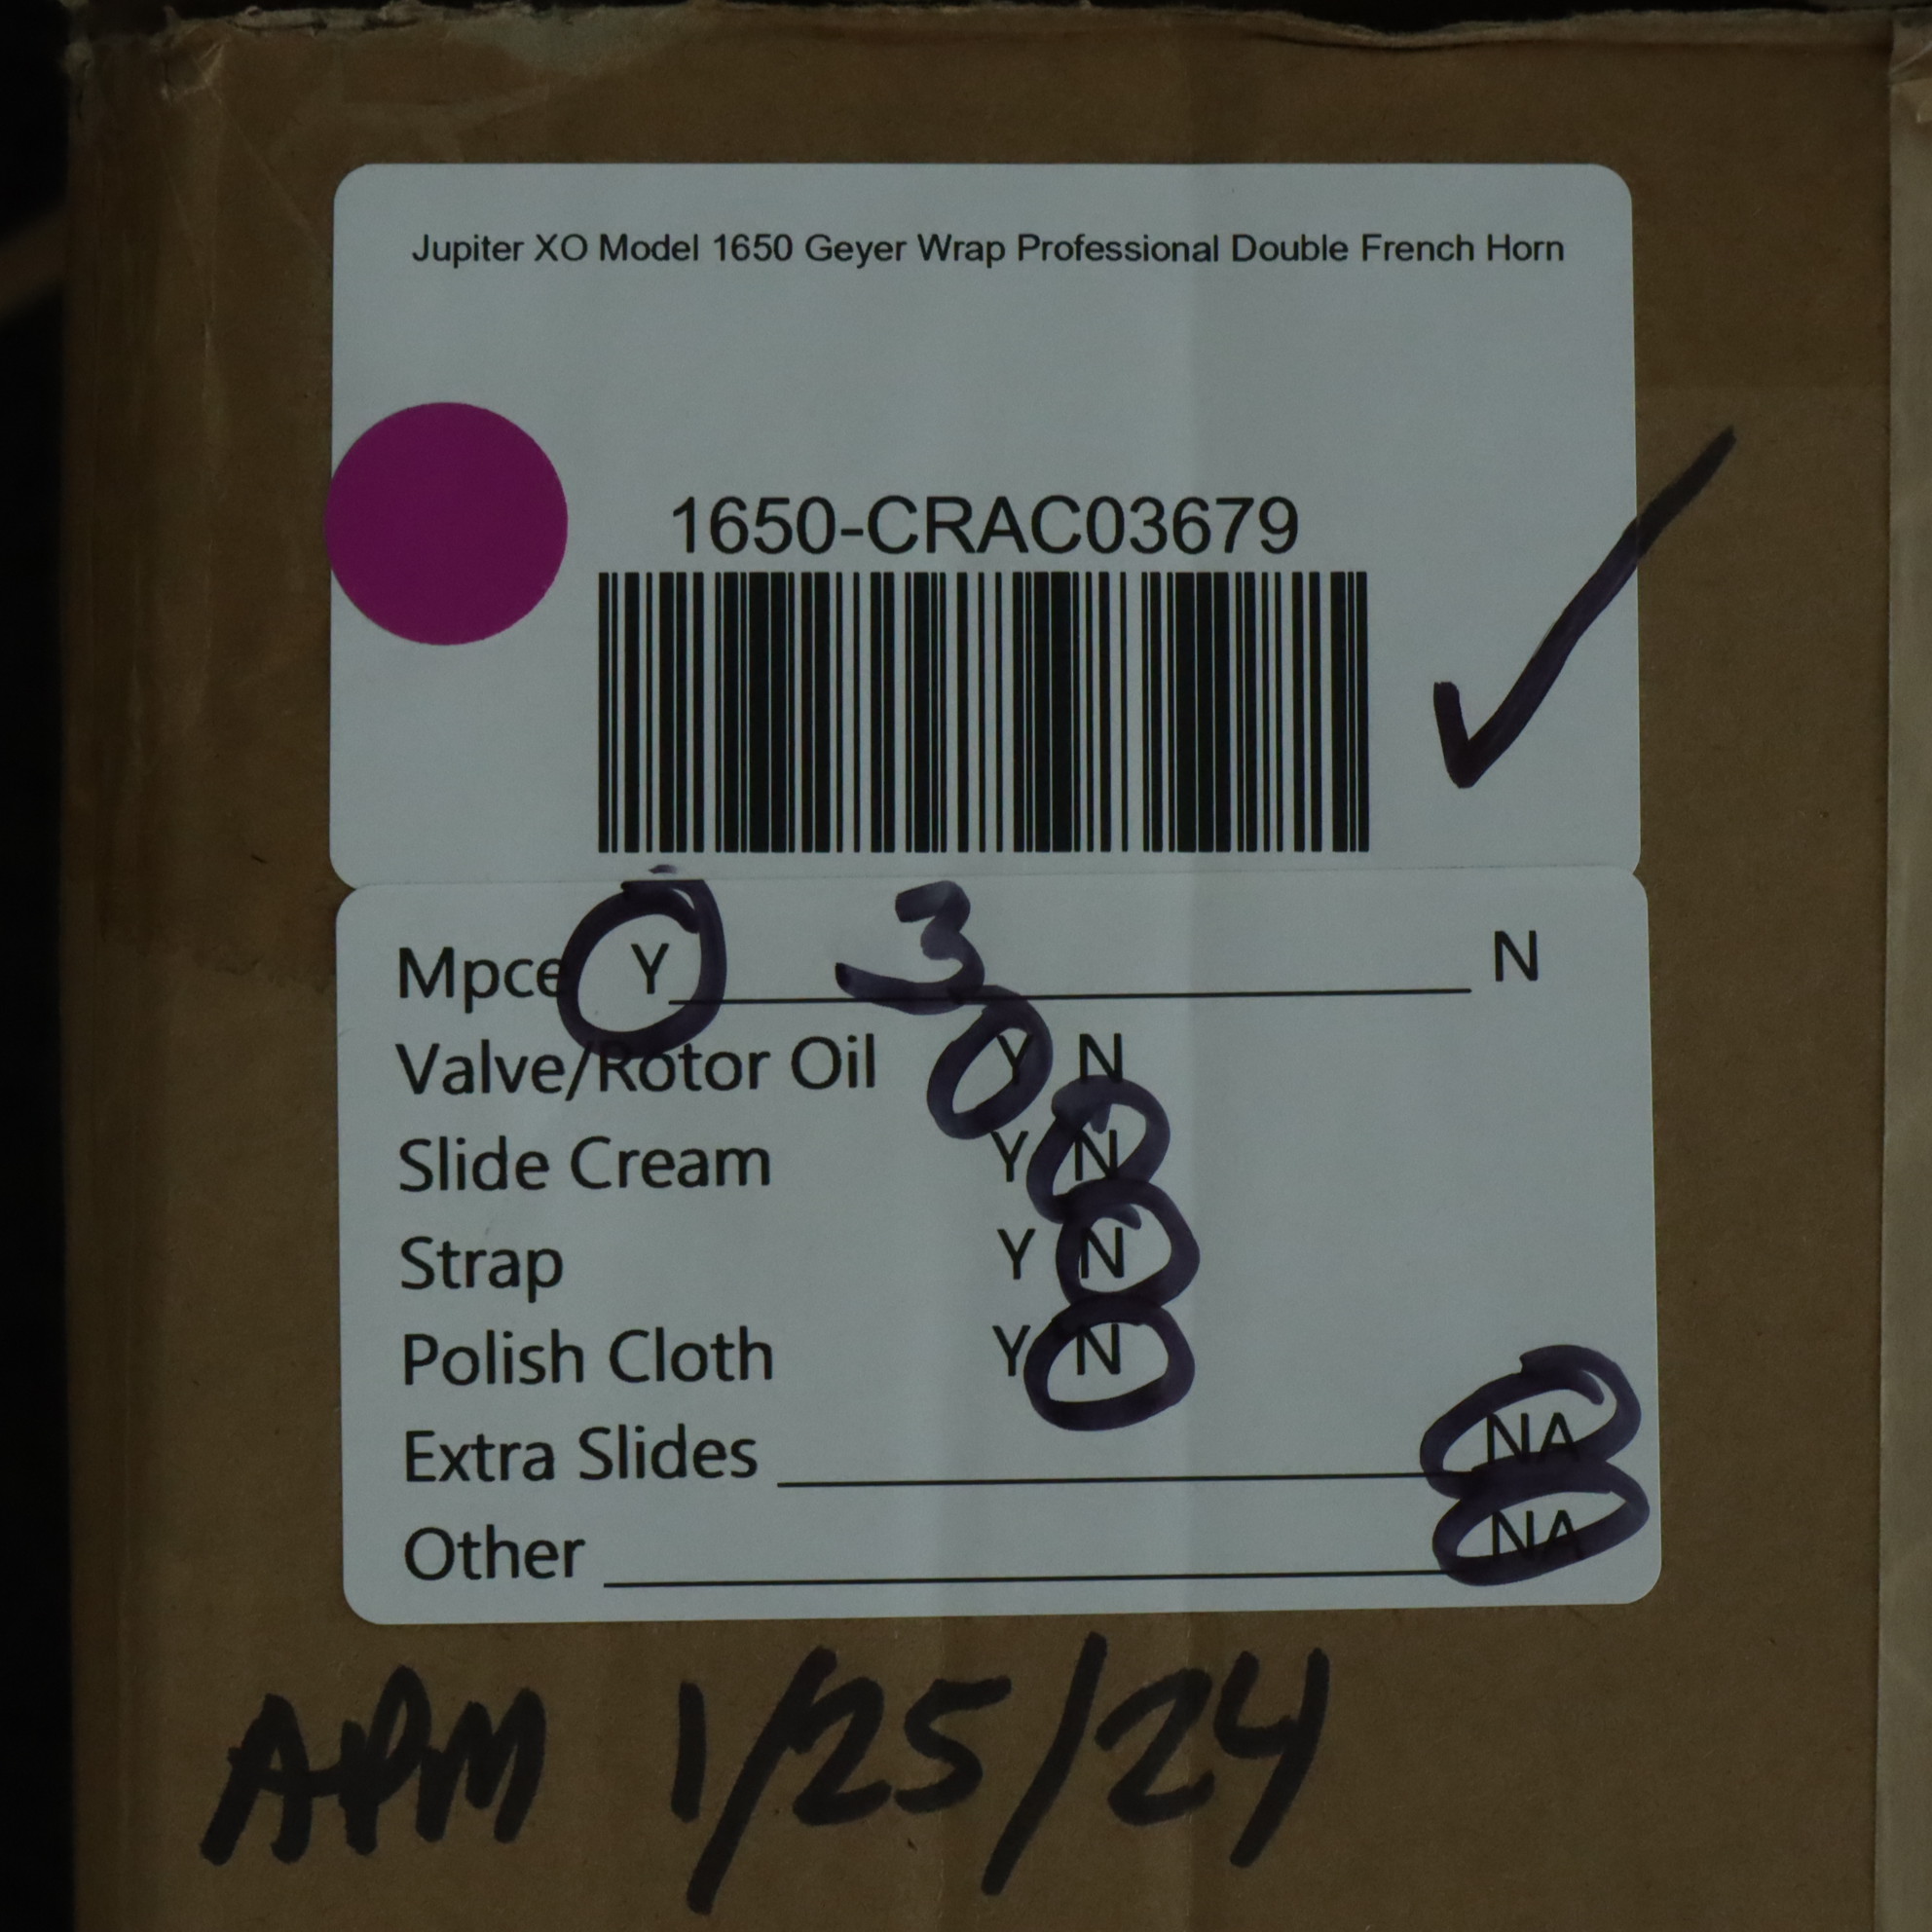 Jupiter XO Model 1650 Geyer Wrap Professional Double French Horn
1650-CRAC03679
Mpce Y 3 N
Valve/Rotor Oil Y N
Slide Cream Y N
Strap Y N
Polish Cloth Y N
Extra Slides NA
Other NA
APM 1/25/24